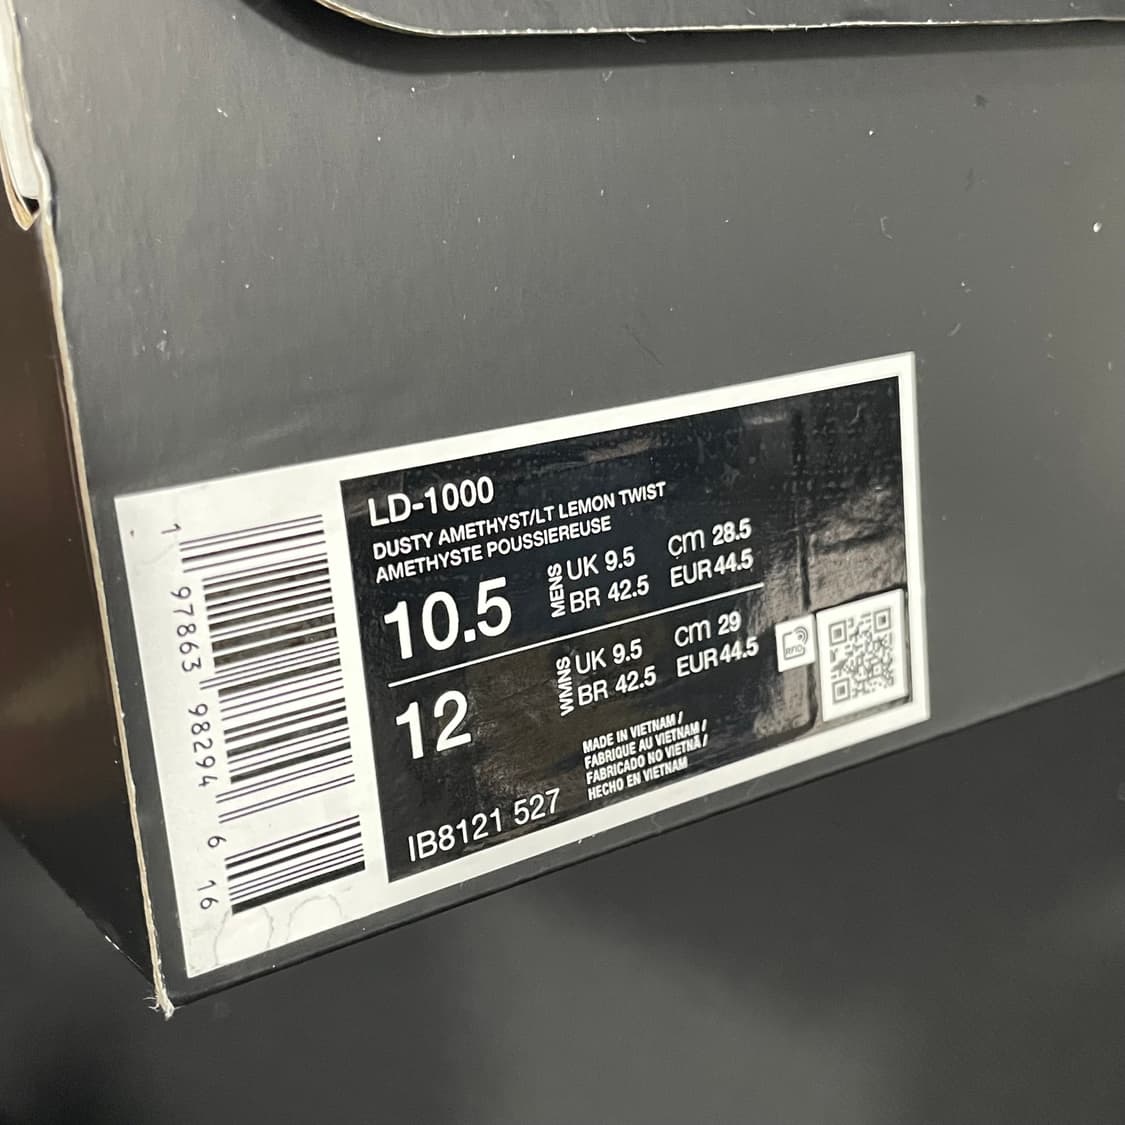 LD-1000
DUSTY AMETHYST/LT LEMON TWIST
AMETHYSTE POUSSIEREUSE
10.5 MENS UK 9.5 CM 28.5
BR 42.5 EUR 44.5
12 WMNS UK 9.5 CM 29
BR 42.5 EUR 44.5
RFID
MADE IN VIETNAM /
FABRIQUE AU VIETNAM /
FABRICADO NO VIETNÃ /
HECHO EN VIETNAM
IB8121 527
1 97863 98294 6 16